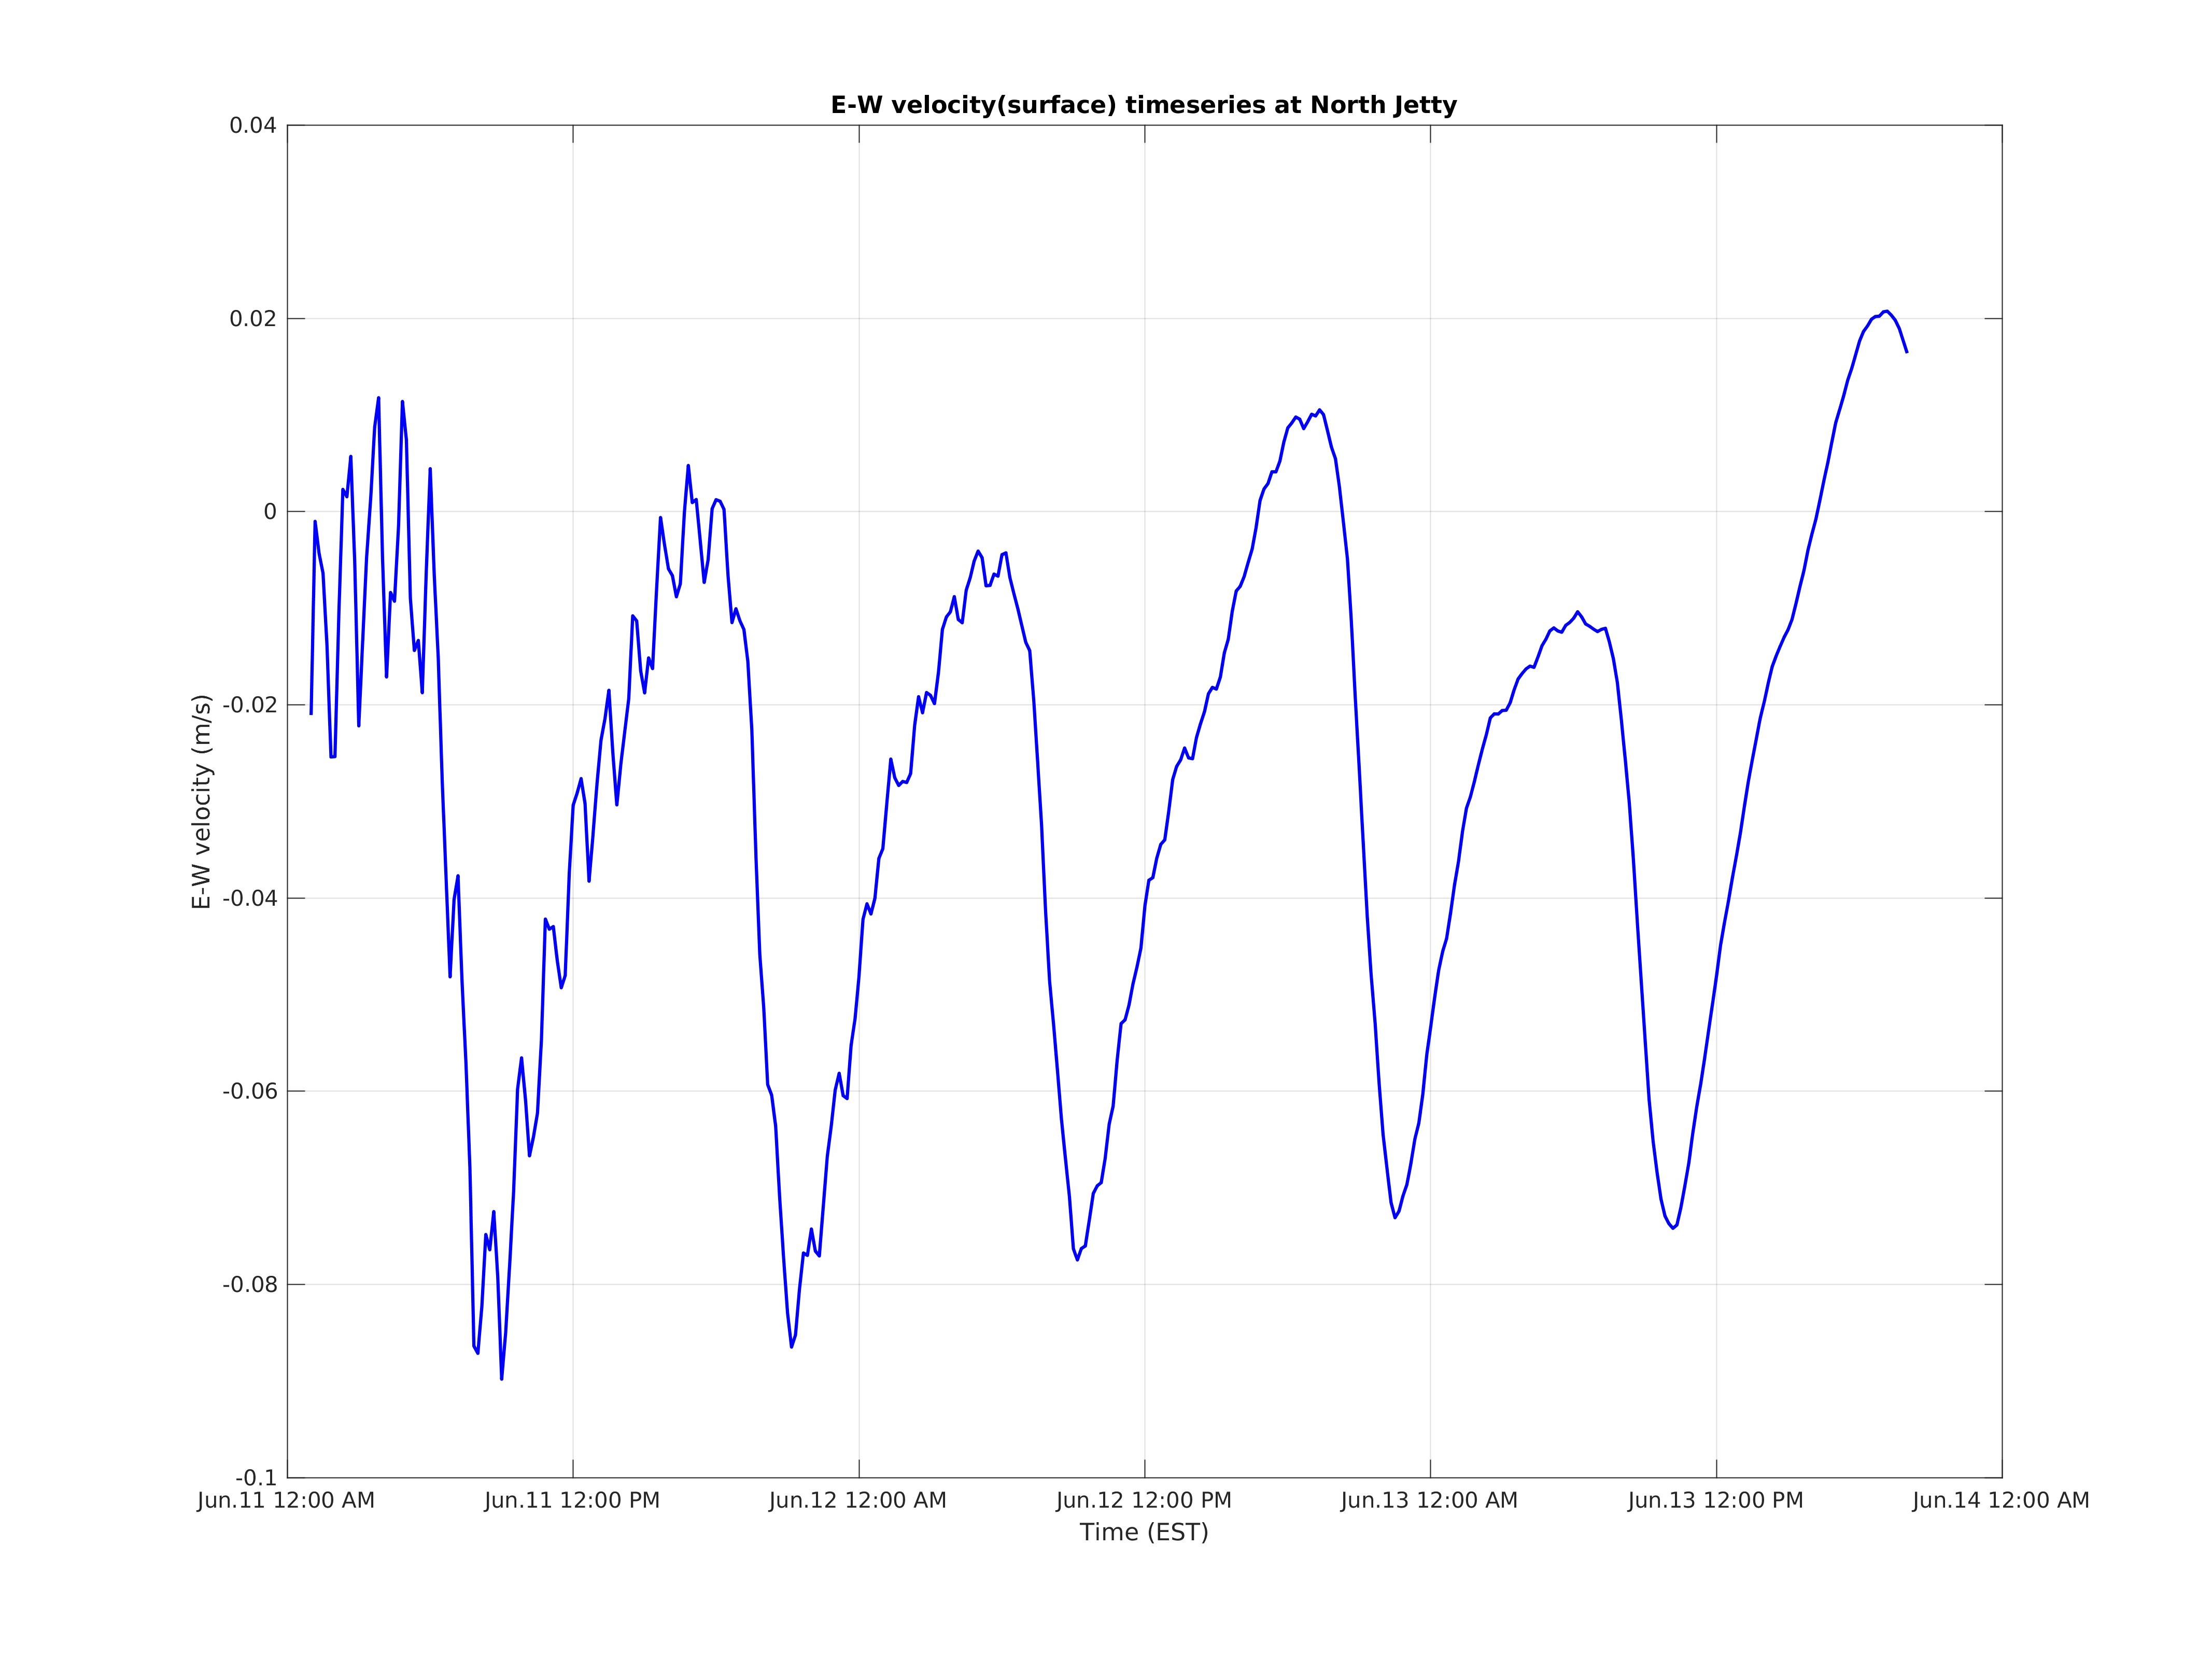 E-W velocity(surface) timeseries at North Jetty
0.04
0.02
0
-0.02
-0.04
-0.06
-0.08
-0.1
E-W velocity (m/s)
Jun.11 12:00 AM Jun.11 12:00 PM Jun.12 12:00 AM Jun.12 12:00 PM Jun.13 12:00 AM Jun.13 12:00 PM Jun.14 12:00 AM
Time (EST)